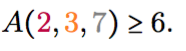 A(2, 3, 7) ≥ 6.